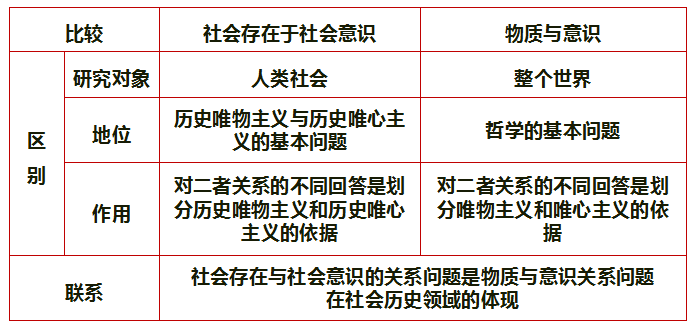 比较
社会存在于社会意识
物质与意识
区
别
研究对象
人类社会
整个世界
地位
历史唯物主义与历史唯心主
义的基本问题
哲学的基本问题
作用
对二者关系的不同回答是划
分历史唯物主义和历史唯心
主义的依据
对二者关系的不同回答是划
分唯物主义和唯心主义的依
据
联系
社会存在与社会意识的关系问题是物质与意识关系问题
在社会历史领域的体现